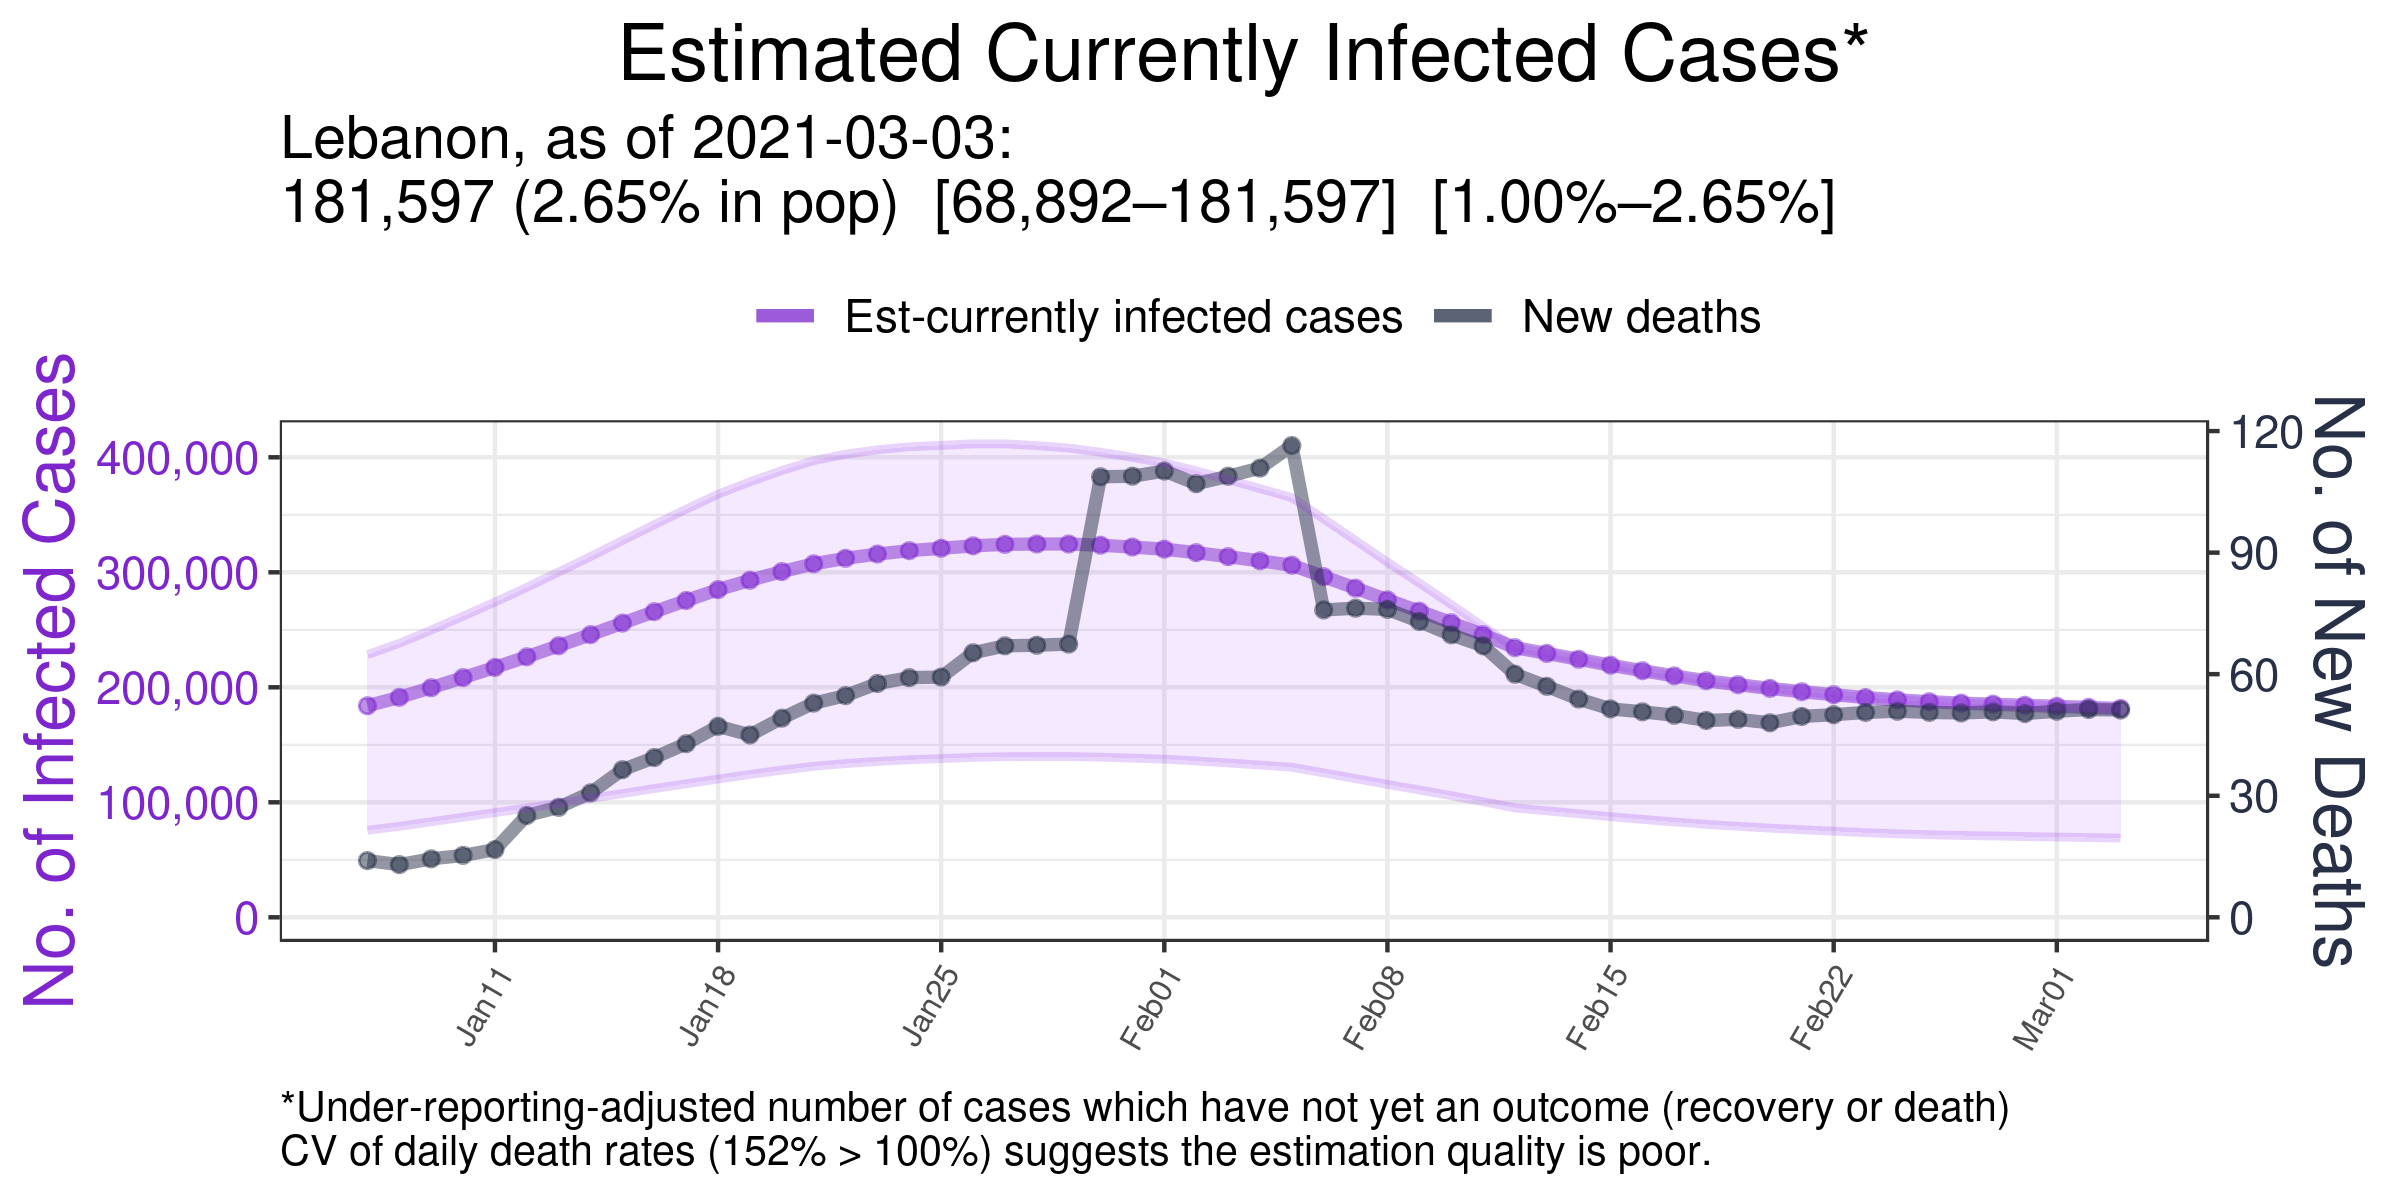 Estimated Currently Infected Cases*
Lebanon, as of 2021-03-03:
181,597 (2.65% in pop)  [68,892–181,597]  [1.00%–2.65%]
Est-currently infected cases
New deaths
No. of Infected Cases
400,000
300,000
200,000
100,000
0
120
90
60
30
0
No. of New Deaths
Jan11
Jan18
Jan25
Feb01
Feb08
Feb15
Feb22
Mar01
*Under-reporting-adjusted number of cases which have not yet an outcome (recovery or death)
CV of daily death rates (152% > 100%) suggests the estimation quality is poor.